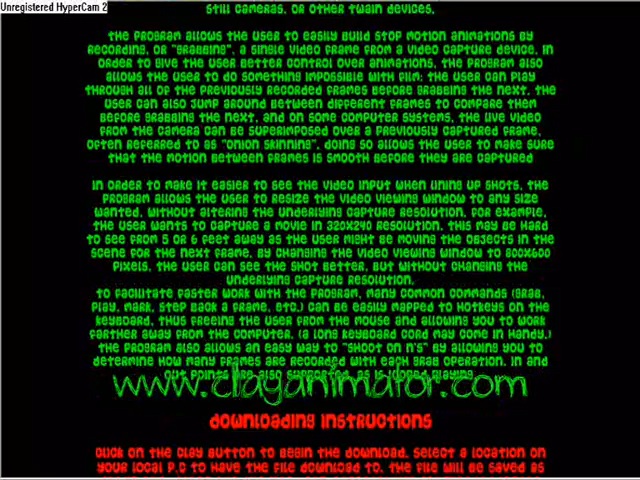 Unregistered HyperCam 2
still cameras, or other twain devices.
the program allows the user to easily build stop motion animations by
recording, or "grabbing", a single video frame from a video capture device. in
order to give the user better control over animations, the program also
allows the user to do something impossible with film: the user can play
through all of the previously recorded frames before grabbing the next. the
user can also jump around between different frames to compare them
before grabbing the next, and on some computer systems, the live video
from the camera can be superimposed over a previously captured frame,
often referred to as "onion skinning". doing so allows the user to make sure
that the motion between frames is smooth before they are captured
in order to make it easier to see the video input when lining up shots, the
program allows the user to resize the video viewing window to any size
wanted, without altering the underlying capture resolution. for example,
the user wants to capture a movie in 320x240 resolution. this may be hard
to see from 5 or 6 feet away as the user might be moving the objects in the
scene for the next frame. by changing the video viewing window to 800x600
pixels, the user can see the shot better, but without changing the
underlying capture resolution.
to facilitate faster work with the program, many common commands (grab,
play, mark, step back a frame, etc.) can be easily mapped to hotkeys on the
keyboard, thus freeing the user from the mouse and allowing you to work
farther away from the computer. (a long keyboard cord may come in handy.)
the program also allows an easy way to "shoot on n's" by allowing you to
determine how many frames are recorded with each grab operation. in and
out points are also supported, as is looped playing.
www.clayanimator.com
downloading instructions
click on the clay button to begin the download. select a location on
your local p.c to have the file download to. the file will be saved as